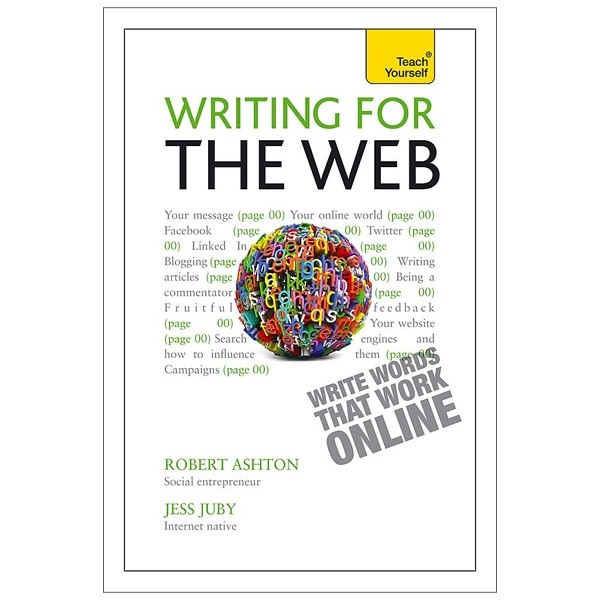 Teach®
Yourself
WRITING FOR
THE WEB
Your message (page 00) Your online world (page 00)
Facebook (page 00) Twitter (page
00) Linked In (page 00)
Blogging (page 00) Writing
articles (page 00) Being a
commentator (page 00)
Fruitful feedback
(page 00) Your website
(page 00) Search engines and
how to influence them (page 00)
Campaigns (page 00)
WRITE WORDS
THAT WORK
ONLINE
ROBERT ASHTON
Social entrepreneur
JESS JUBY
Internet native